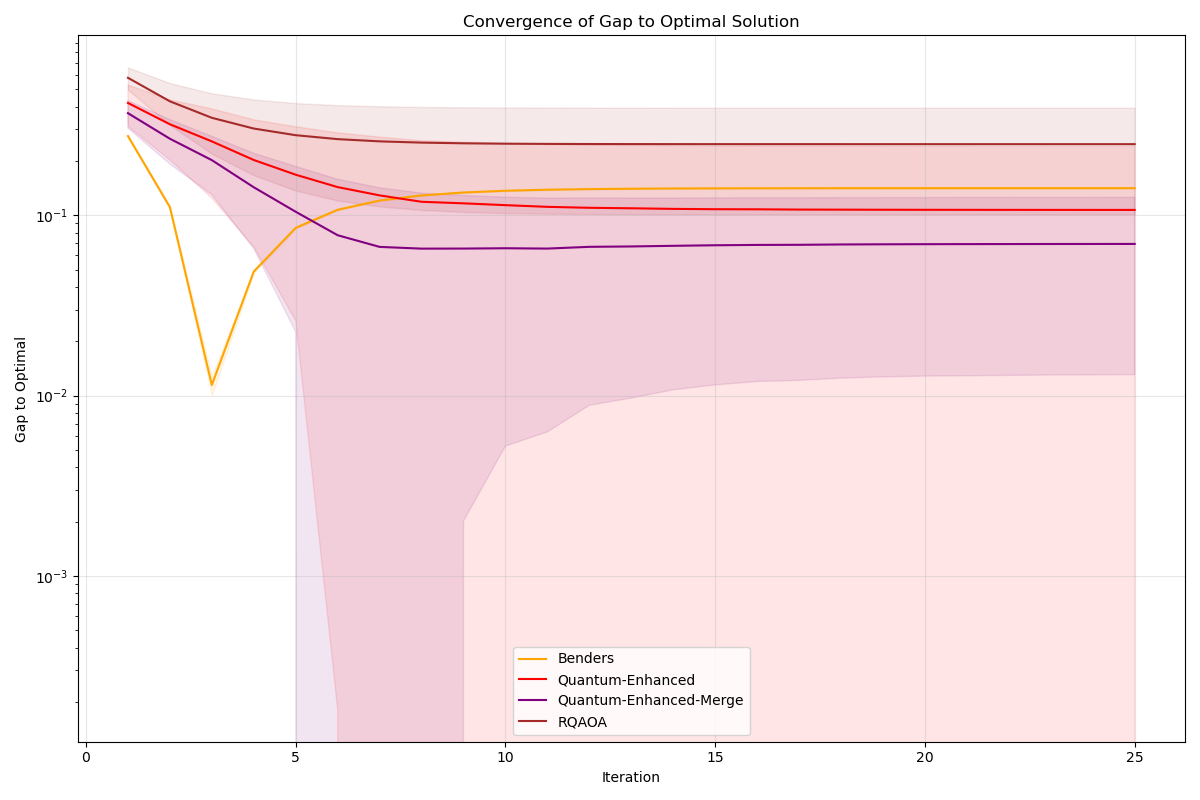 Convergence of Gap to Optimal Solution
Gap to Optimal
10⁻¹
10⁻²
10⁻³
Benders
Quantum-Enhanced
Quantum-Enhanced-Merge
RQAOA
0 5 10 15 20 25
Iteration